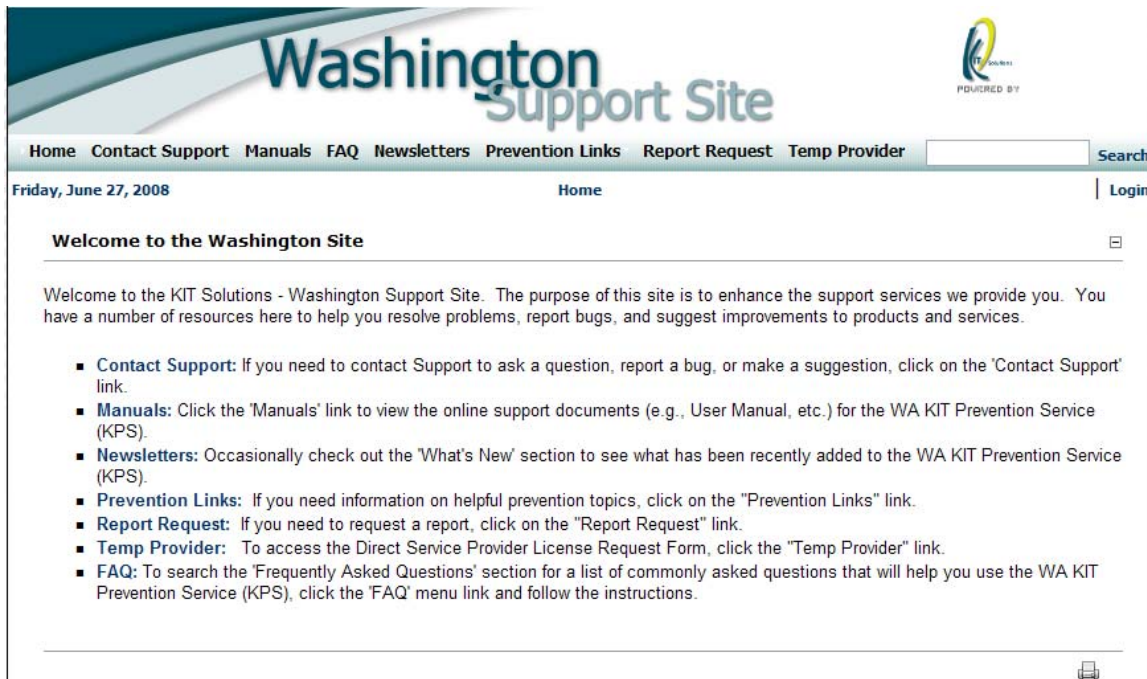 Washington
Support Site
KIT Solutions
POWERED BY
Home Contact Support Manuals FAQ Newsletters Prevention Links Report Request Temp Provider Search
Friday, June 27, 2008 Home | Login
Welcome to the Washington Site
Welcome to the KIT Solutions - Washington Support Site. The purpose of this site is to enhance the support services we provide you. You
have a number of resources here to help you resolve problems, report bugs, and suggest improvements to products and services.
Contact Support: If you need to contact Support to ask a question, report a bug, or make a suggestion, click on the 'Contact Support'
link.
Manuals: Click the 'Manuals' link to view the online support documents (e.g., User Manual, etc.) for the WA KIT Prevention Service
(KPS).
Newsletters: Occasionally check out the 'What's New' section to see what has been recently added to the WA KIT Prevention Service
(KPS).
Prevention Links: If you need information on helpful prevention topics, click on the "Prevention Links" link.
Report Request: If you need to request a report, click on the "Report Request" link.
Temp Provider: To access the Direct Service Provider License Request Form, click the "Temp Provider" link.
FAQ: To search the 'Frequently Asked Questions' section for a list of commonly asked questions that will help you use the WA KIT
Prevention Service (KPS), click the 'FAQ' menu link and follow the instructions.